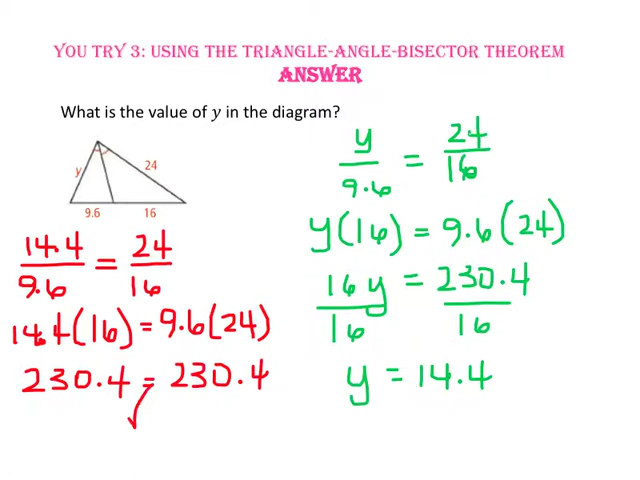 YOU TRY 3: USING THE TRIANGLE-ANGLE-BISECTOR THEOREM
ANSWER
What is the value of y in the diagram?
y
24
9.6
16
y/9.6 = 24/16
y(16) = 9.6(24)
16y/16 = 230.4/16
y = 14.4
14.4/9.6 = 24/16
14.4(16) = 9.6(24)
230.4 = 230.4 ✓